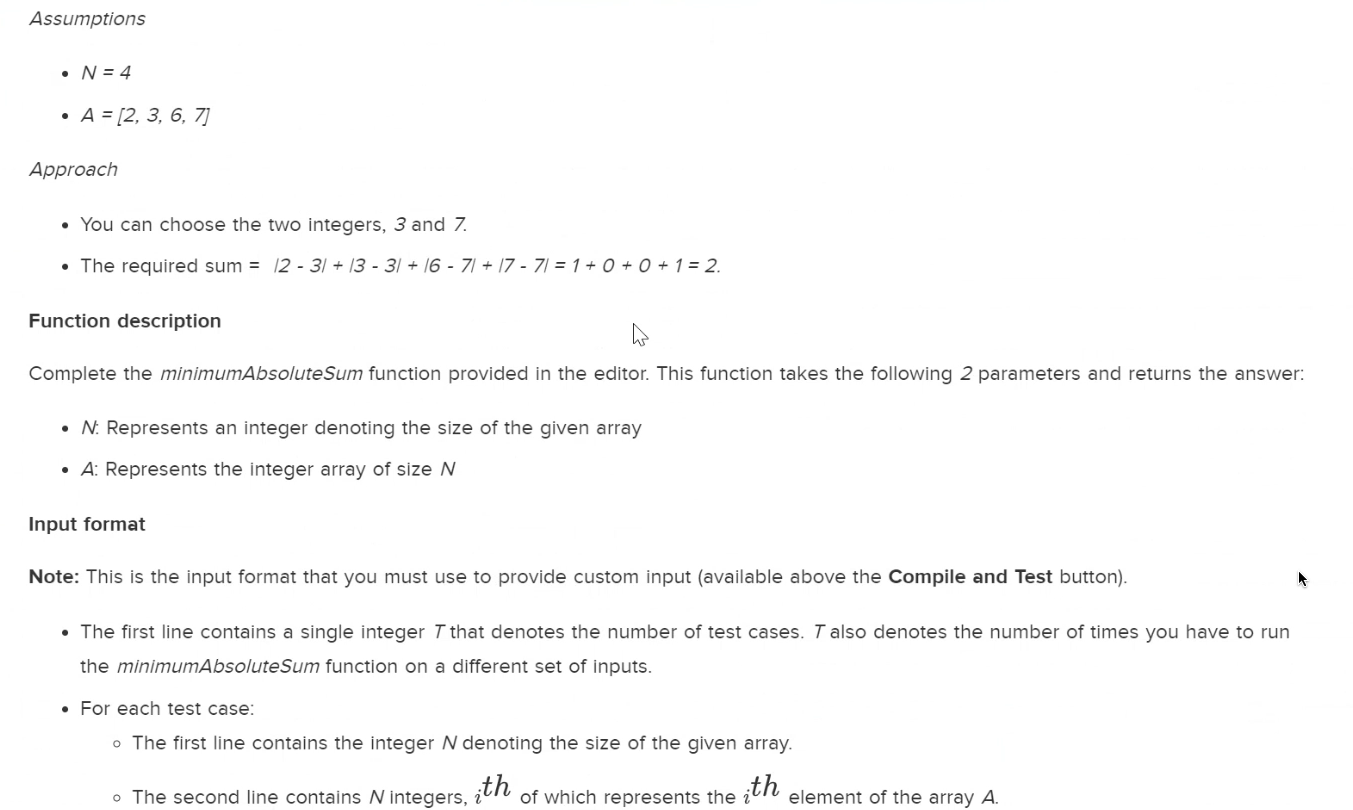 Assumptions
• N = 4
• A = [2, 3, 6, 7]
Approach
• You can choose the two integers, 3 and 7.
• The required sum = |2 - 3| + |3 - 3| + |6 - 7| + |7 - 7| = 1 + 0 + 0 + 1 = 2.
Function description
Complete the minimumAbsoluteSum function provided in the editor. This function takes the following 2 parameters and returns the answer:
• N: Represents an integer denoting the size of the given array
• A: Represents the integer array of size N
Input format
Note: This is the input format that you must use to provide custom input (available above the Compile and Test button).
• The first line contains a single integer T that denotes the number of test cases. T also denotes the number of times you have to run
the minimumAbsoluteSum function on a different set of inputs.
• For each test case:
◦ The first line contains the integer N denoting the size of the given array.
◦ The second line contains N integers, i^th of which represents the i^th element of the array A.